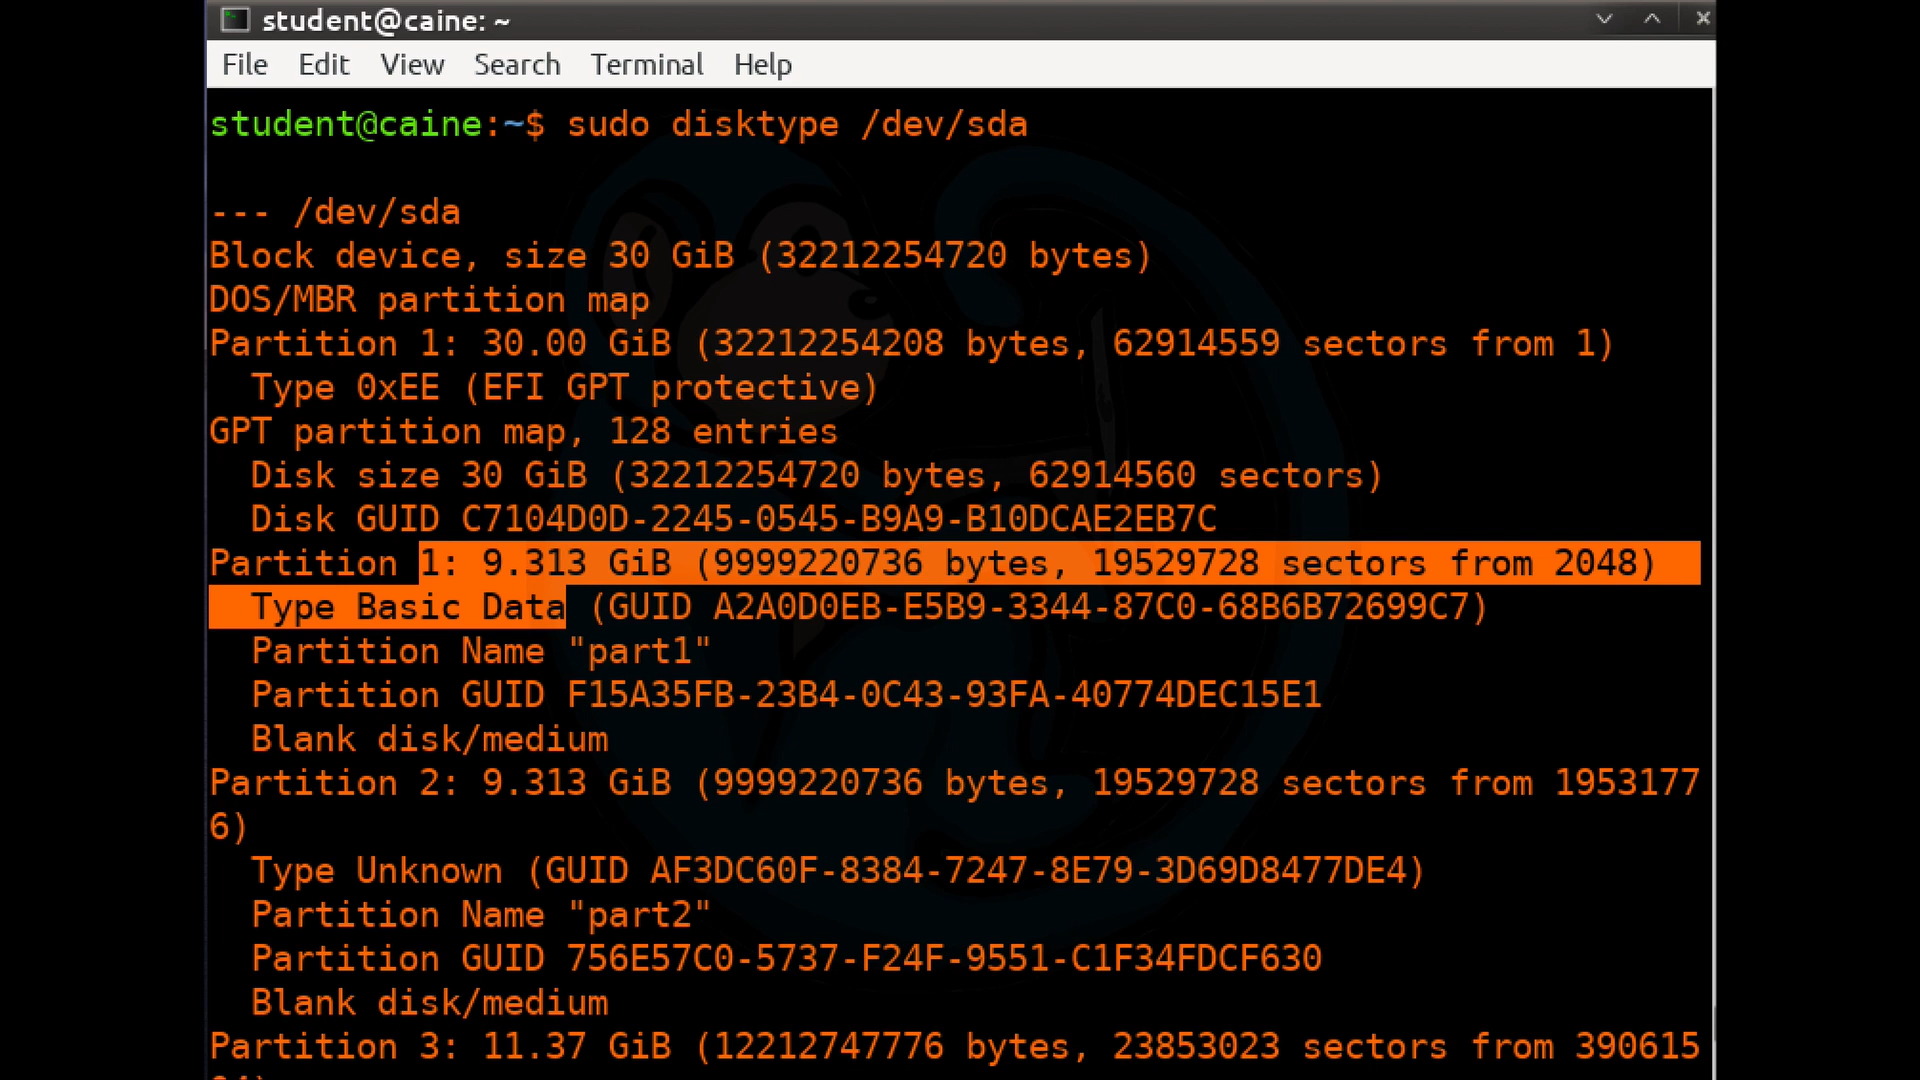 student@caine: ~
File Edit View Search Terminal Help
student@caine:~$ sudo disktype /dev/sda
--- /dev/sda
Block device, size 30 GiB (32212254720 bytes)
DOS/MBR partition map
Partition 1: 30.00 GiB (32212254208 bytes, 62914559 sectors from 1)
Type 0xEE (EFI GPT protective)
GPT partition map, 128 entries
Disk size 30 GiB (32212254720 bytes, 62914560 sectors)
Disk GUID C7104D0D-2245-0545-B9A9-B10DCAE2EB7C
Partition 1: 9.313 GiB (9999220736 bytes, 19529728 sectors from 2048)
Type Basic Data (GUID A2A0D0EB-E5B9-3344-87C0-68B6B72699C7)
Partition Name "part1"
Partition GUID F15A35FB-23B4-0C43-93FA-40774DEC15E1
Blank disk/medium
Partition 2: 9.313 GiB (9999220736 bytes, 19529728 sectors from 1953177
6)
Type Unknown (GUID AF3DC60F-8384-7247-8E79-3D69D8477DE4)
Partition Name "part2"
Partition GUID 756E57C0-5737-F24F-9551-C1F34FDCF630
Blank disk/medium
Partition 3: 11.37 GiB (12212747776 bytes, 23853023 sectors from 390615